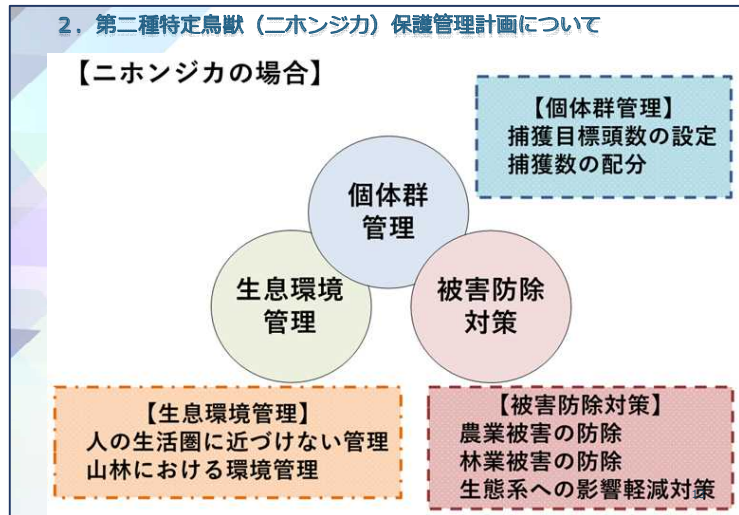 2．第二種特定鳥獣（ニホンジカ）保護管理計画について
【ニホンジカの場合】
【個体群管理】
捕獲目標頭数の設定
捕獲数の配分
個体群
管理
生息環境
管理
被害防除
対策
【生息環境管理】
人の生活圏に近づけない管理
山林における環境管理
【被害防除対策】
農業被害の防除
林業被害の防除
生態系への影響軽減対策